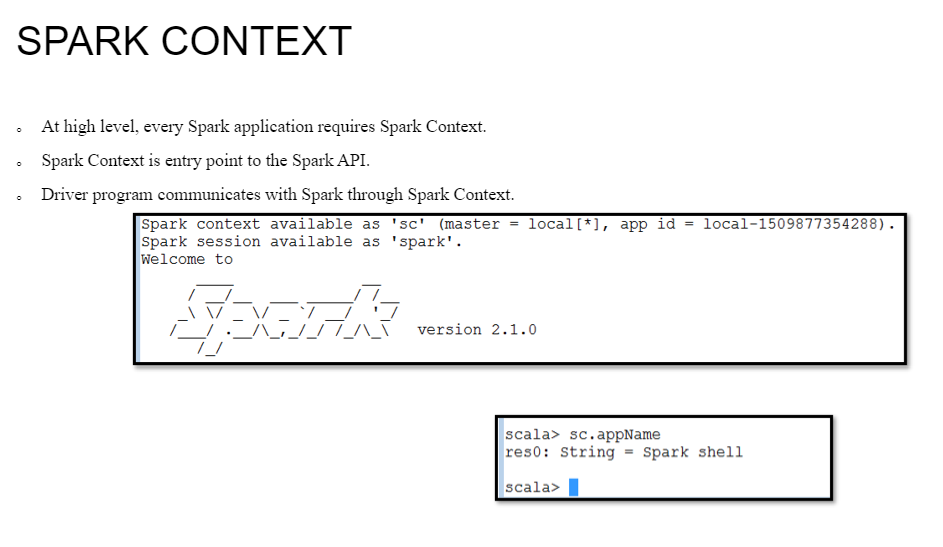 SPARK CONTEXT
At high level, every Spark application requires Spark Context.
Spark Context is entry point to the Spark API.
Driver program communicates with Spark through Spark Context.
Spark context available as 'sc' (master = local[*], app id = local-1509877354288).
Spark session available as 'spark'.
Welcome to
Spark version 2.1.0
scala> sc.appName
res0: String = Spark shell
scala>